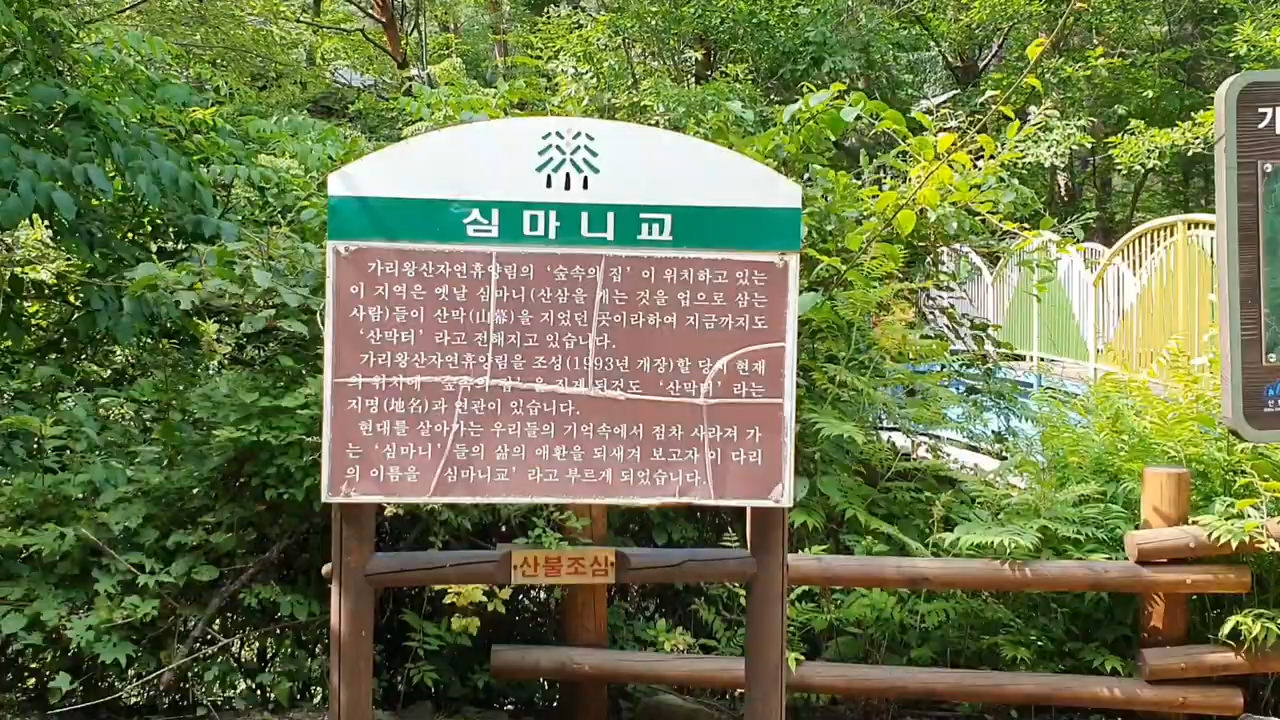 심마니교
가리왕산자연휴양림의 '숲속의 집' 이 위치하고 있는
이 지역은 옛날 심마니(산삼을 캐는 것을 업으로 삼는
사람)들이 산막(山幕)을 지었던 곳이라하여 지금까지도
'산막터' 라고 전해지고 있습니다.
가리왕산자연휴양림을 조성(1993년 개장)할 당시 현재
의 위치에 '숲속의 집' 을 짓게 된것도 '산막터' 라는
지명(地名)과 연관이 있습니다.
현대를 살아가는 우리들의 기억속에서 점차 사라져 가
는 '심마니' 들의 삶의 애환을 되새겨 보고자 이 다리
의 이름을 '심마니교' 라고 부르게 되었습니다.
·산불조심·
가